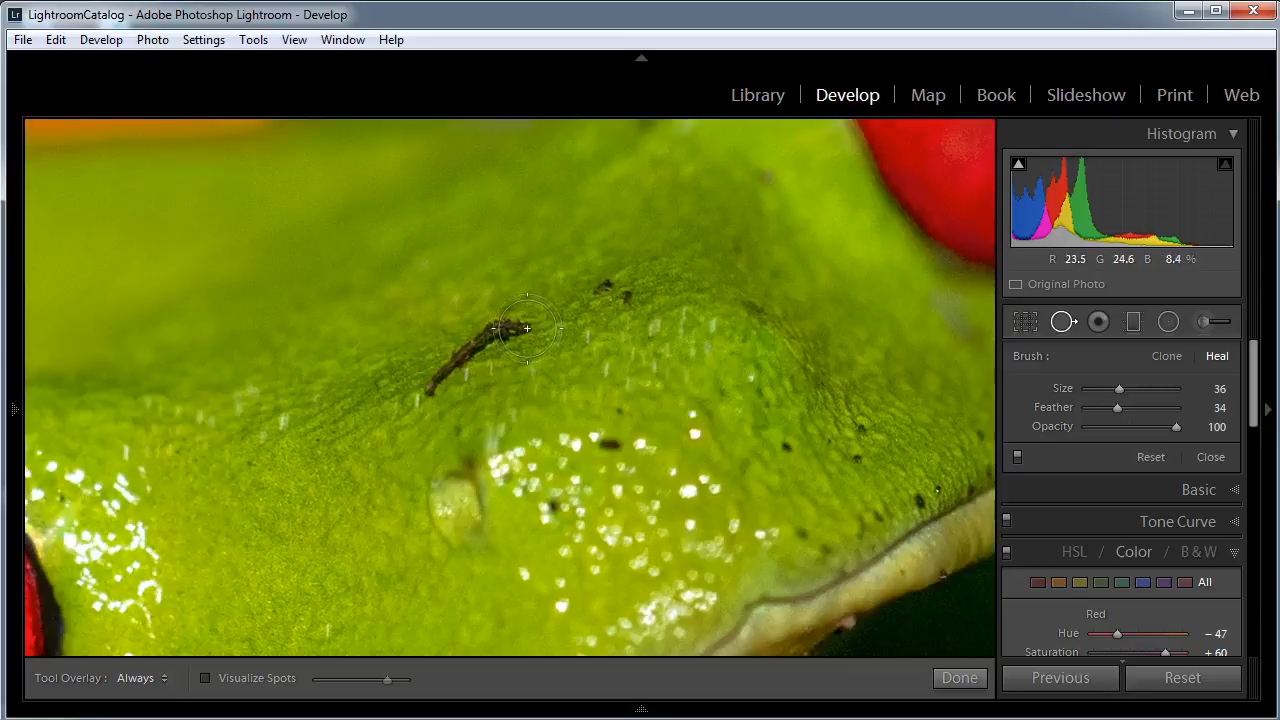 Lr LightroomCatalog - Adobe Photoshop Lightroom - Develop
File Edit Develop Photo Settings Tools View Window Help
Library | Develop | Map | Book | Slideshow | Print | Web
Histogram
R 23.5 G 24.6 B 8.4 %
Original Photo
Brush : Clone Heal
Size 36
Feather 34
Opacity 100
Reset Close
Basic
Tone Curve
HSL / Color / B & W
All
Red
Hue - 47
Saturation + 60
Tool Overlay : Always Visualize Spots Done Previous Reset